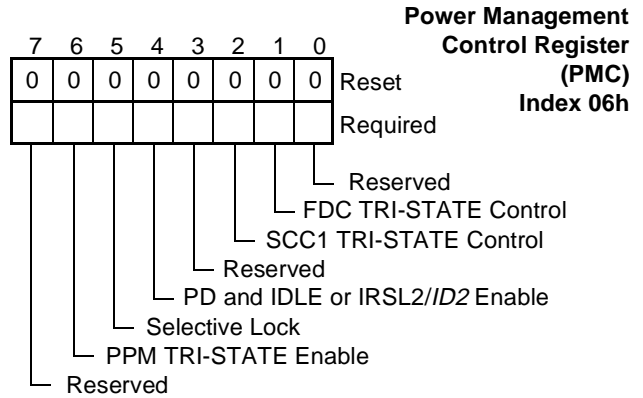 Power Management
Control Register
(PMC)
Index 06h
7 6 5 4 3 2 1 0
0 0 0 0 0 0 0 0 Reset
Required
Reserved
FDC TRI-STATE Control
SCC1 TRI-STATE Control
Reserved
PD and IDLE or IRSL2/ID2 Enable
Selective Lock
PPM TRI-STATE Enable
Reserved